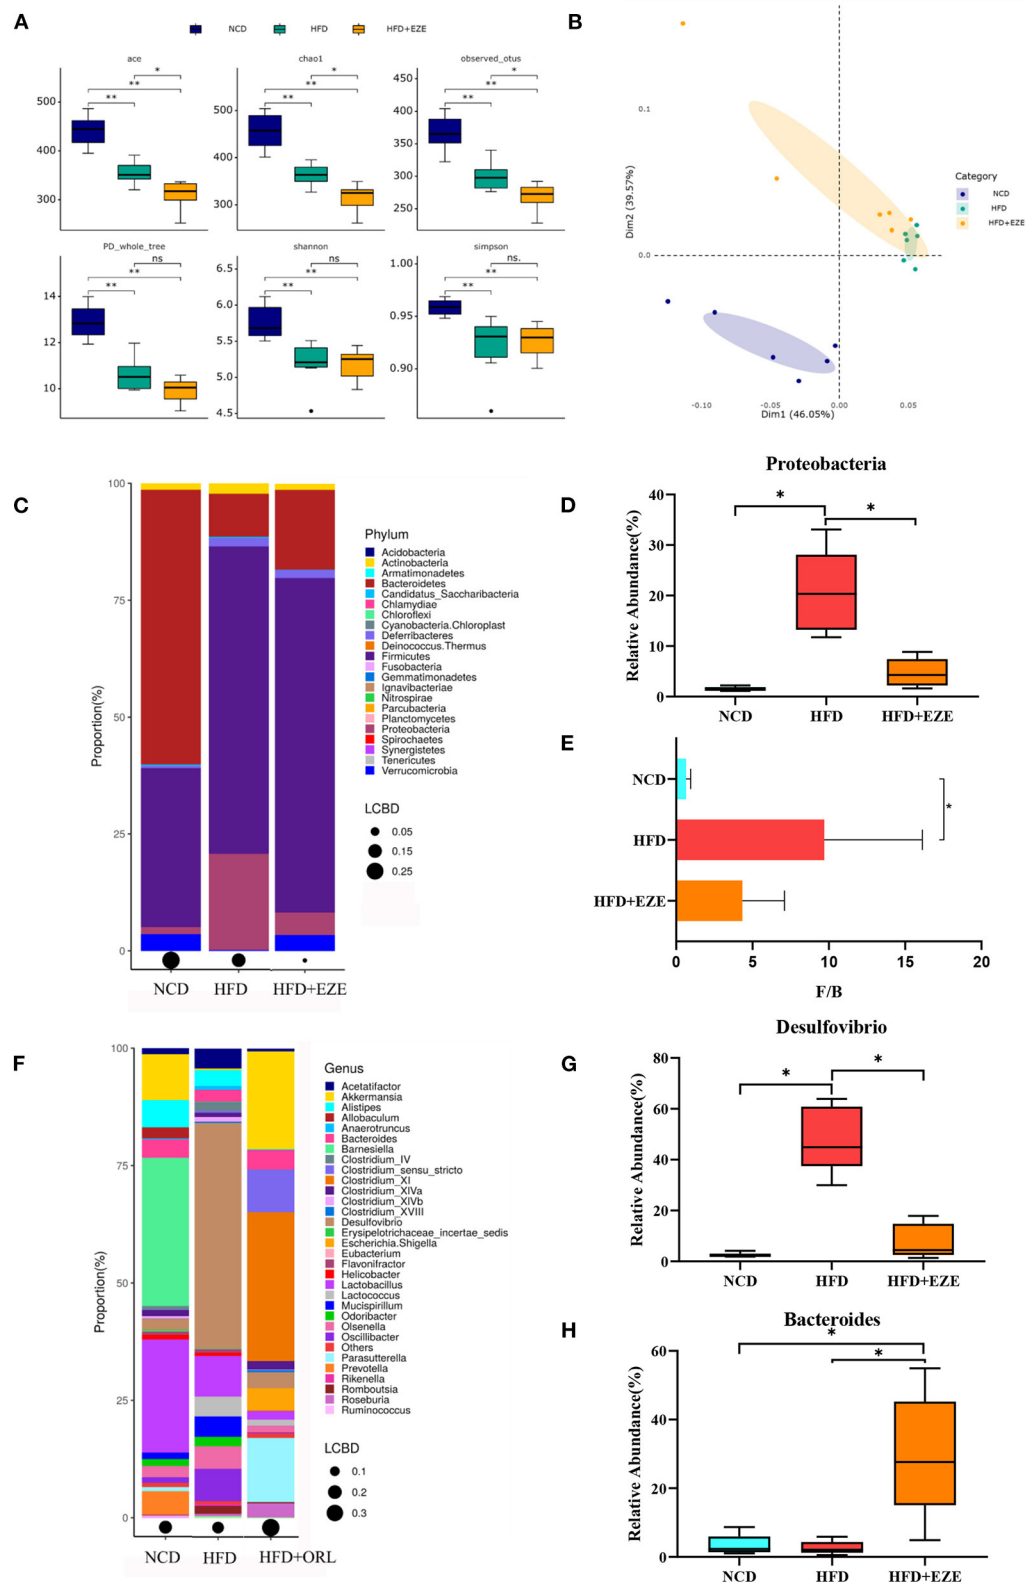 A
NCD HFD HFD+EZE
ace
500
400
300
** ** *
chao1
500
400
300
** ** *
observed_otus
450
400
350
300
250
** ** *
PD_whole_tree
14
12
10
** ** ns
shannon
6.5
6.0
5.5
5.0
4.5
** ** ns
simpson
1.00
0.95
0.90
** ** ns.
B
Dim2 (39.57%)
0.1
0.0
-0.10 -0.05 0.00 0.05
Dim1 (46.05%)
Category
NCD
HFD
HFD+EZE
C
Proportion(%)
100
75
50
25
0
NCD HFD HFD+EZE
Phylum
Acidobacteria
Actinobacteria
Armatimonadetes
Bacteroidetes
Candidatus_Saccharibacteria
Chlamydiae
Chloroflexi
Cyanobacteria.Chloroplast
Deferribacteres
Deinococcus.Thermus
Firmicutes
Fusobacteria
Gemmatimonadetes
Ignavibacteriae
Nitrospirae
Parcubacteria
Planctomycetes
Proteobacteria
Spirochaetes
Synergistetes
Tenericutes
Verrucomicrobia
LCBD
0.05
0.15
0.25
D
Proteobacteria
Relative Abundance(%)
40
30
20
10
0
* *
NCD HFD HFD+EZE
E
NCD
HFD
HFD+EZE
*
0 5 10 15 20
F/B
F
Proportion(%)
100
75
50
25
0
NCD HFD HFD+ORL
Genus
Acetatifactor
Akkermansia
Alistipes
Allobaculum
Anaerotruncus
Bacteroides
Barnesiella
Clostridium_IV
Clostridium_sensu_stricto
Clostridium_XI
Clostridium_XIVa
Clostridium_XIVb
Clostridium_XVIII
Desulfovibrio
Erysipelotrichaceae_incertae_sedis
Escherichia.Shigella
Eubacterium
Flavonifractor
Helicobacter
Lactobacillus
Lactococcus
Mucispirillum
Odoribacter
Olsenella
Oscillibacter
Others
Parasutterella
Prevotella
Rikenella
Romboutsia
Roseburia
Ruminococcus
LCBD
0.1
0.2
0.3
G
Desulfovibrio
Relative Abundance(%)
80
60
40
20
0
* *
NCD HFD HFD+EZE
H
Bacteroides
Relative Abundance(%)
60
40
20
0
*
*
NCD HFD HFD+EZE